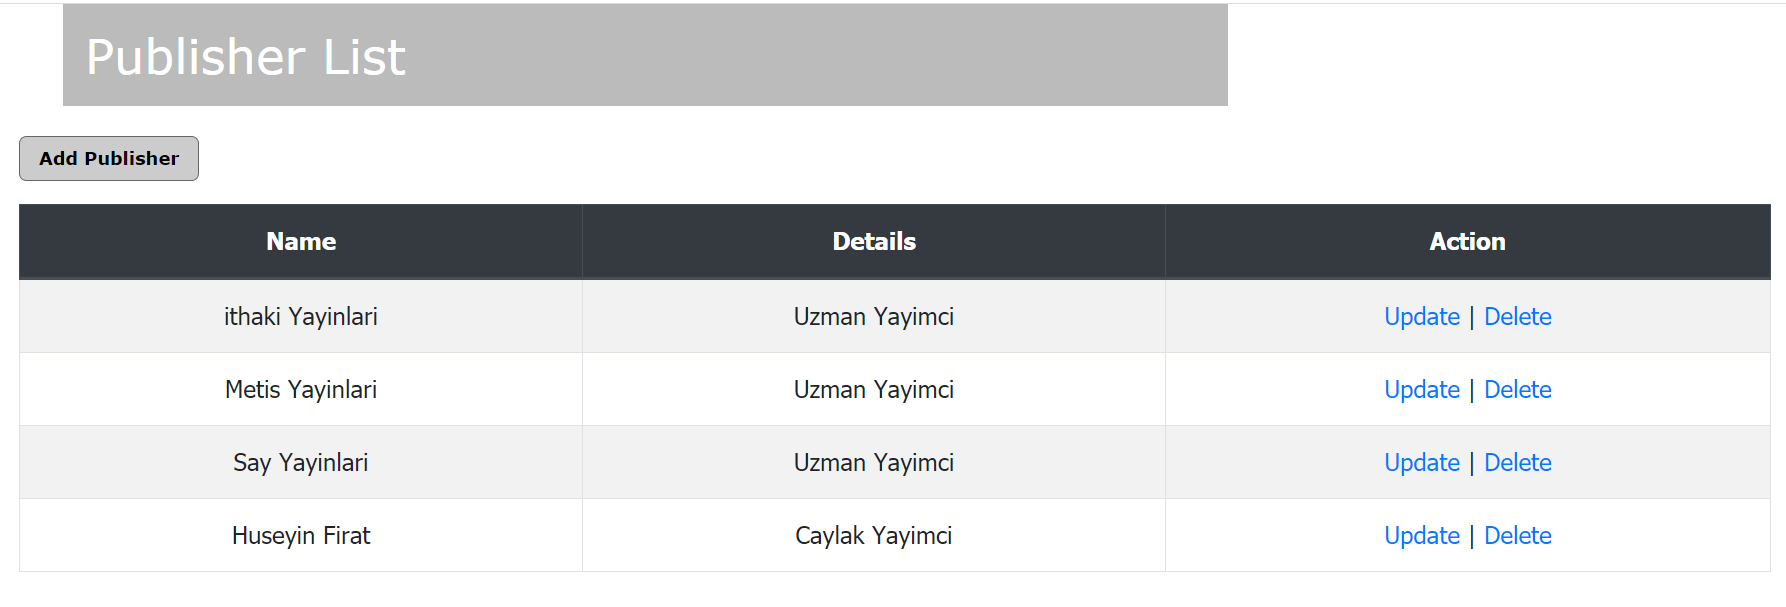 Publisher List
Add Publisher
Name Details Action
ithaki Yayinlari Uzman Yayimci Update | Delete
Metis Yayinlari Uzman Yayimci Update | Delete
Say Yayinlari Uzman Yayimci Update | Delete
Huseyin Firat Caylak Yayimci Update | Delete